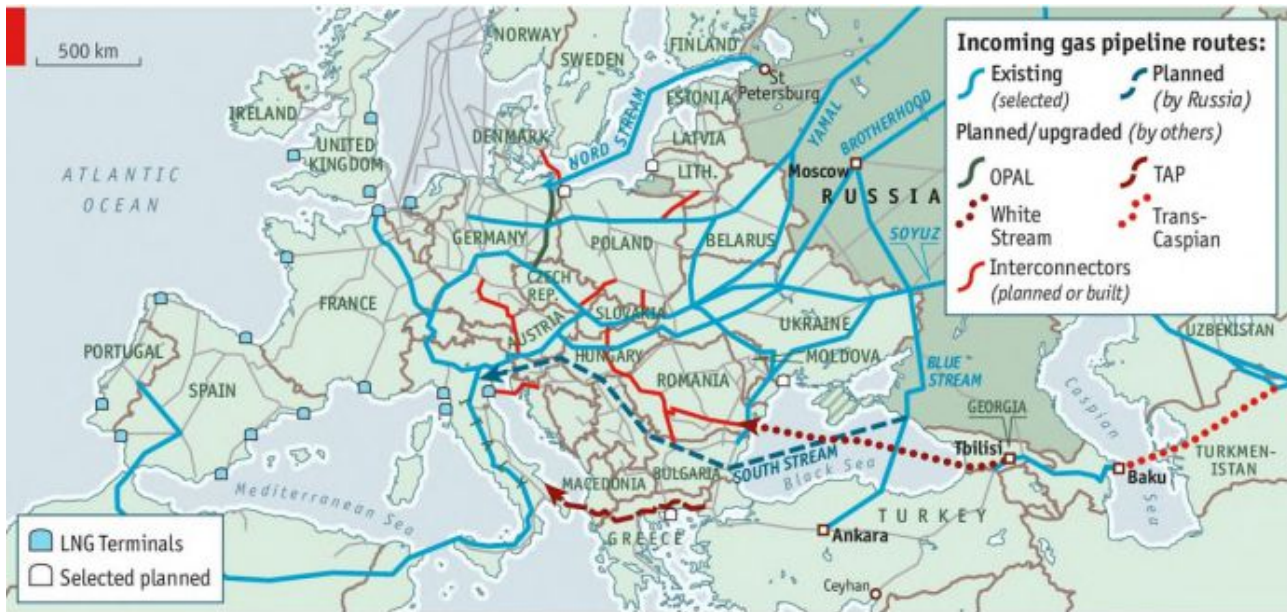 500 km
NORWAY
SWEDEN
FINLAND
St
Petersburg
ESTONIA
LATVIA
LITH.
DENMARK
NORD STREAM
IRELAND
UNITED
KINGDOM
ATLANTIC
OCEAN
YAMAL
BROTHERHOOD
Moscow
RUSSIA
SOYUZ
GERMANY
POLAND
BELARUS
CZECH
REP.
SLOVAKIA
UKRAINE
FRANCE
AUSTRIA
HUNGARY
MOLDOVA
ROMANIA
BLUE
STREAM
PORTUGAL
SPAIN
ITALY
GEORGIA
Tbilisi
Caspian
Sea
UZBEKISTAN
TURKMEN-
ISTAN
Baku
SOUTH STREAM
Black Sea
BULGARIA
MACEDONIA
GREECE
TURKEY
Ankara
Ceyhan
Mediterranean Sea
Incoming gas pipeline routes:
Existing
(selected)
Planned
(by Russia)
Planned/upgraded (by others)
OPAL
TAP
White
Stream
Trans-
Caspian
Interconnectors
(planned or built)
LNG Terminals
Selected planned